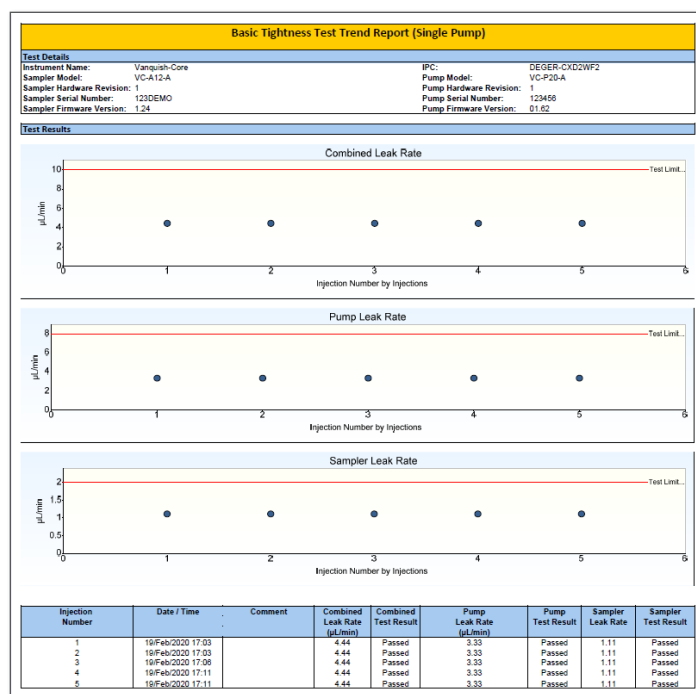 Basic Tightness Test Trend Report (Single Pump)
Test Details
Instrument Name: Vanquish-Core IPC: DEGER-CXD2WF2
Sampler Model: VC-A12-A Pump Model: VC-P20-A
Sampler Hardware Revision: 1 Pump Hardware Revision: 1
Sampler Serial Number: 123DEMO Pump Serial Number: 123456
Sampler Firmware Version: 1.24 Pump Firmware Version: 01.62
Test Results
Combined Leak Rate
10
8
6
4
2
0
µL/min
Test Limit...
0 1 2 3 4 5 6
Injection Number by Injections
Pump Leak Rate
8
6
4
2
0
µL/min
Test Limit...
0 1 2 3 4 5 6
Injection Number by Injections
Sampler Leak Rate
2
1.5
1
0.5
0
µL/min
Test Limit...
0 1 2 3 4 5 6
Injection Number by Injections
Injection Number Date / Time Comment Combined Leak Rate (µL/min) Combined Test Result Pump Leak Rate (µL/min) Pump Test Result Sampler Leak Rate Sampler Test Result
1 19/Feb/2020 17:03 4.44 Passed 3.33 Passed 1.11 Passed
2 19/Feb/2020 17:03 4.44 Passed 3.33 Passed 1.11 Passed
3 19/Feb/2020 17:06 4.44 Passed 3.33 Passed 1.11 Passed
4 19/Feb/2020 17:11 4.44 Passed 3.33 Passed 1.11 Passed
5 19/Feb/2020 17:11 4.44 Passed 3.33 Passed 1.11 Passed